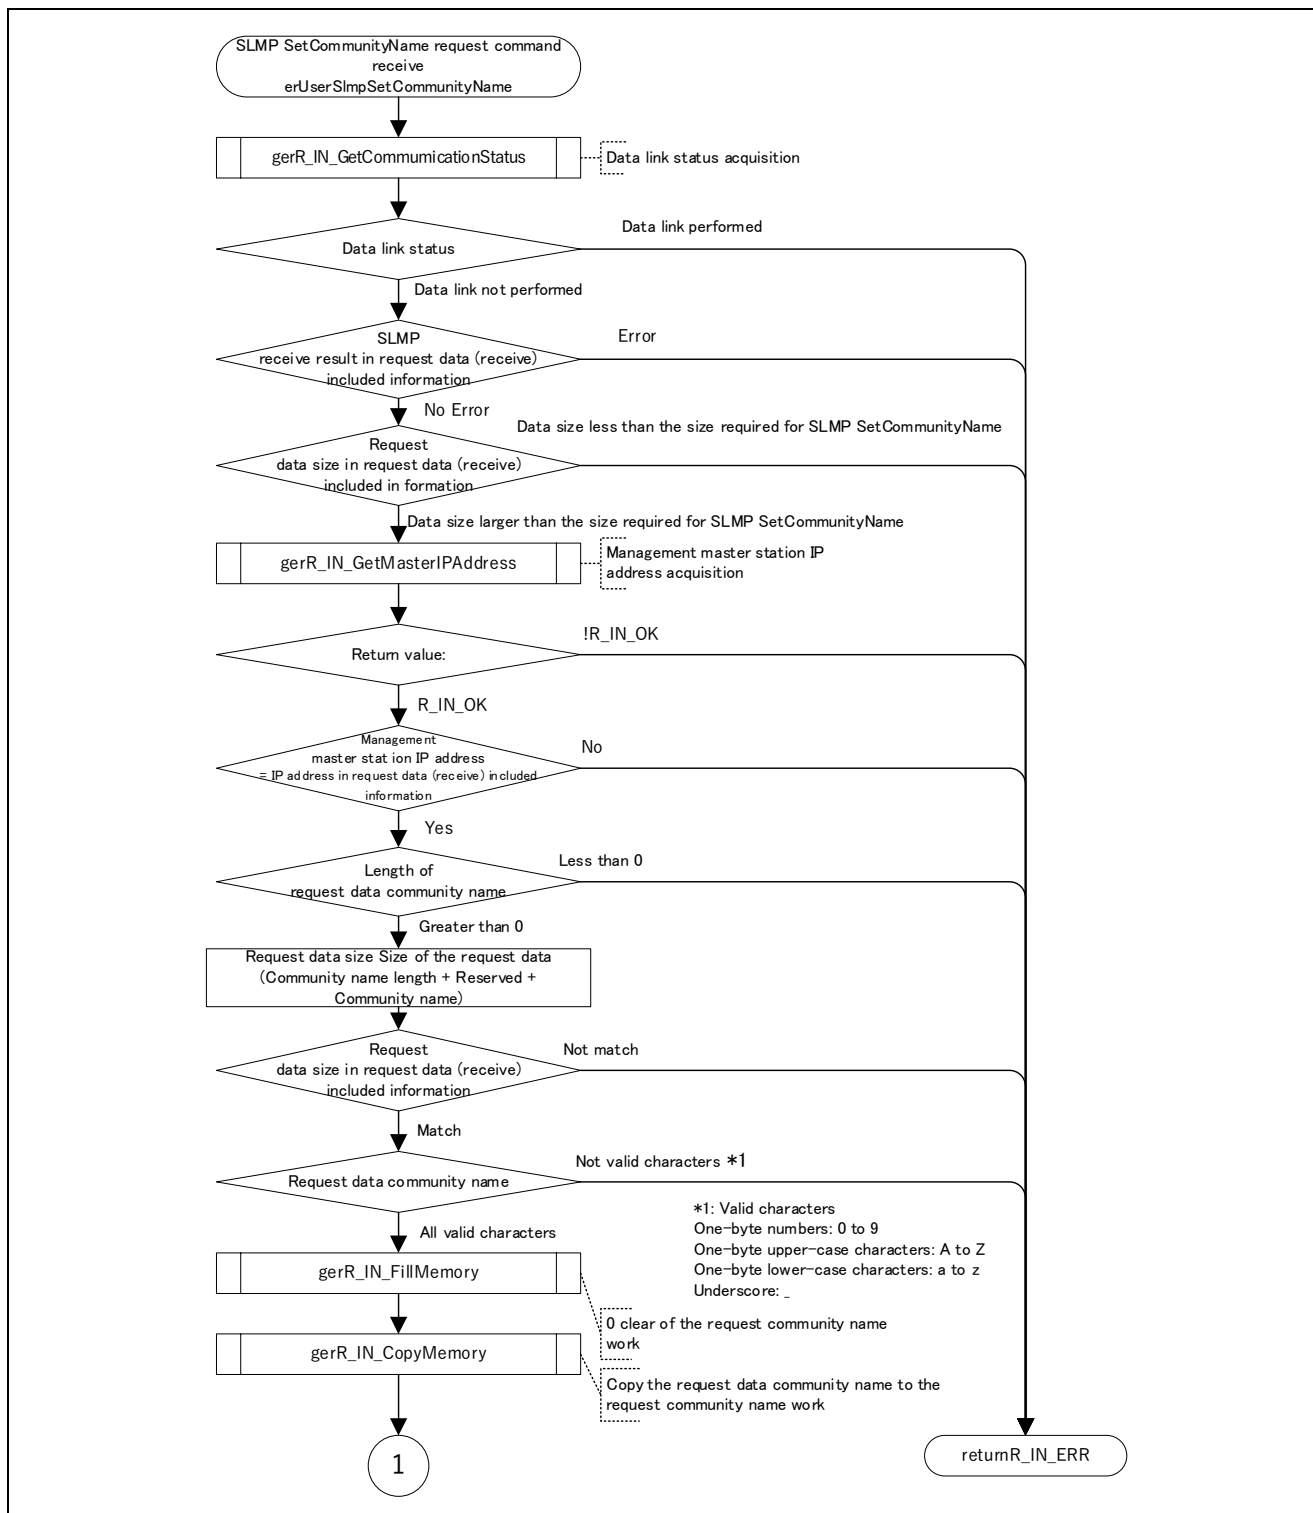 SLMP SetCommunityName request command
receive
erUserSlmpSetCommunityName
gerR_IN_GetCommumicationStatus
Data link status acquisition
Data link performed
Data link status
Data link not performed
SLMP
receive result in request data (receive)
included information
Error
No Error
Data size less than the size required for SLMP SetCommunityName
Request
data size in request data (receive)
included in formation
Data size larger than the size required for SLMP SetCommunityName
gerR_IN_GetMasterIPAddress
Management master station IP
address acquisition
!R_IN_OK
Return value:
R_IN_OK
Management
master station IP address
= IP address in request data (receive) included
information
No
Yes
Length of
request data community name
Less than 0
Greater than 0
Request data size Size of the request data
(Community name length + Reserved +
Community name)
Request
data size in request data (receive)
included information
Not match
Match
Not valid characters *1
Request data community name
All valid characters
*1: Valid characters
One-byte numbers: 0 to 9
One-byte upper-case characters: A to Z
One-byte lower-case characters: a to z
Underscore: _
gerR_IN_FillMemory
0 clear of the request community name
work
gerR_IN_CopyMemory
Copy the request data community name to the
request community name work
1
returnR_IN_ERR